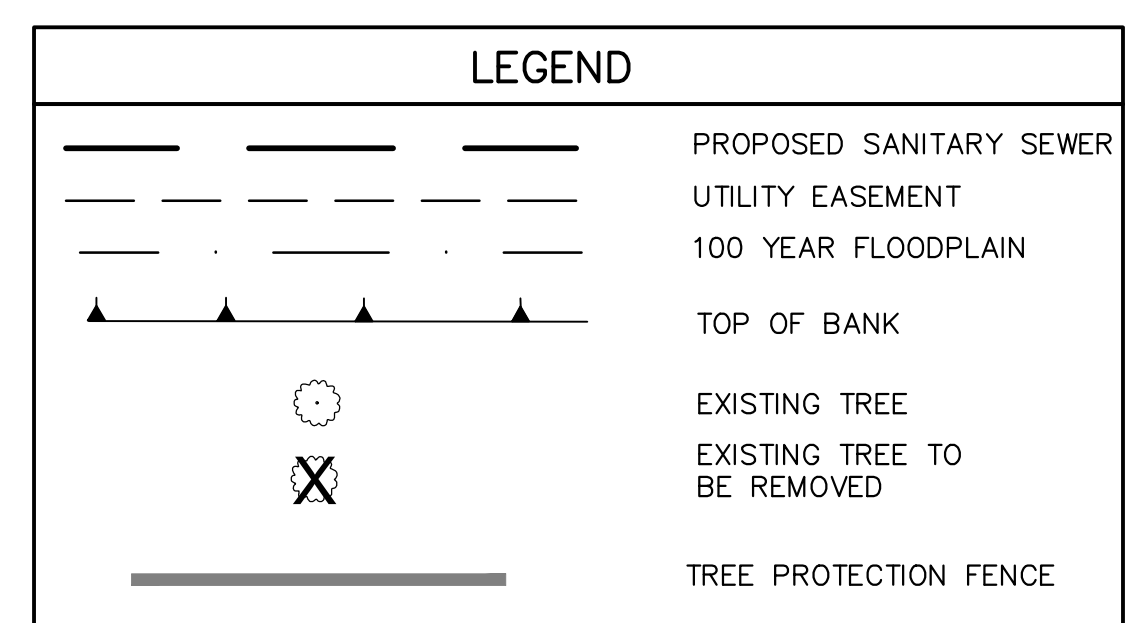 LEGEND
PROPOSED SANITARY SEWER
UTILITY EASEMENT
100 YEAR FLOODPLAIN
TOP OF BANK
EXISTING TREE
EXISTING TREE TO
BE REMOVED
TREE PROTECTION FENCE